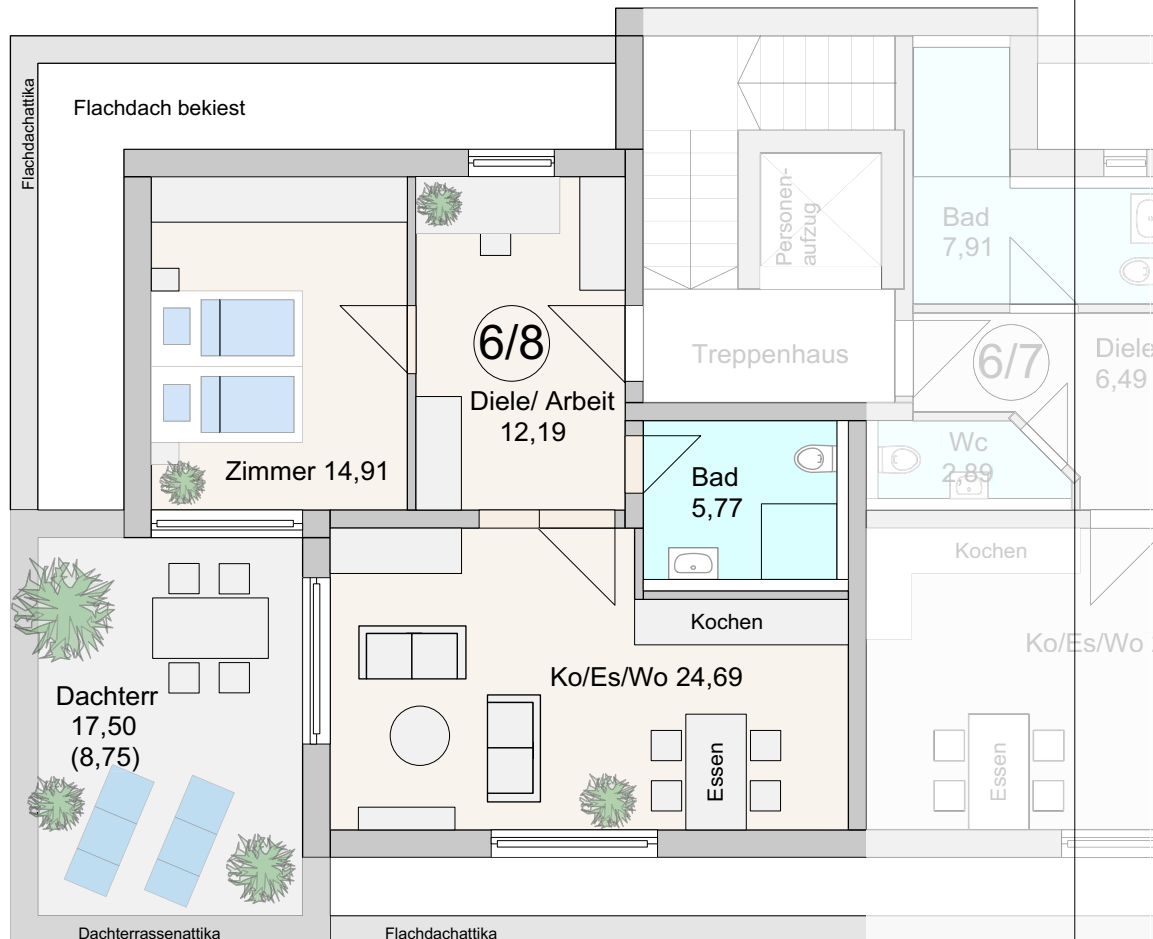 Flachdachattika
Flachdach bekiest
Personen-
aufzug
Bad
7,91
6/8
Diele/ Arbeit
12,19
Treppenhaus
6/7
Diele
6,49
Zimmer 14,91
Bad
5,77
Wc
2,89
Kochen
Kochen
Ko/Es/Wo 24,69
Ko/Es/Wo
Dachterr
17,50
(8,75)
Essen
Essen
Dachterrassenattika
Flachdachattika